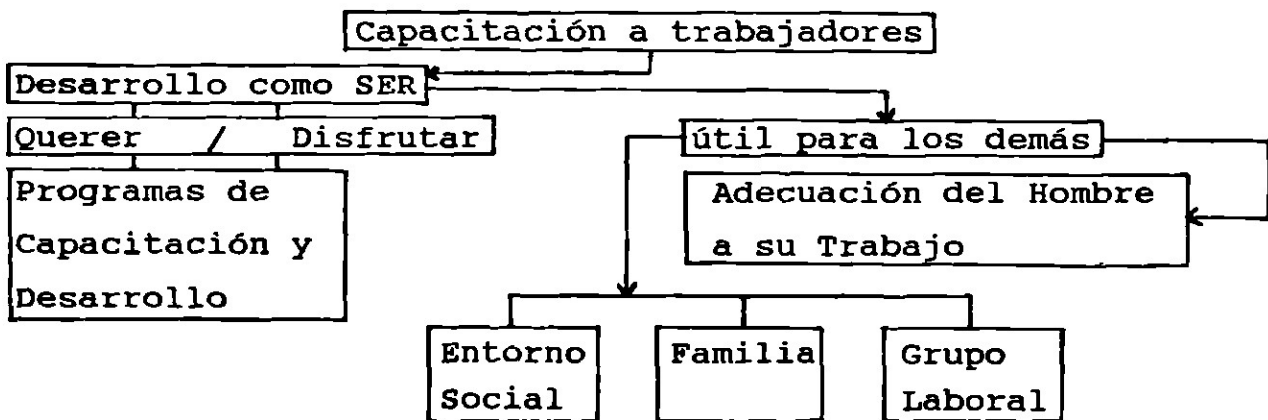 Capacitación a trabajadores
Desarrollo como SER
Querer / Disfrutar
Programas de
Capacitación y
Desarrollo
útil para los demás
Adecuación del Hombre
a su Trabajo
Entorno
Social
Familia
Grupo
Laboral